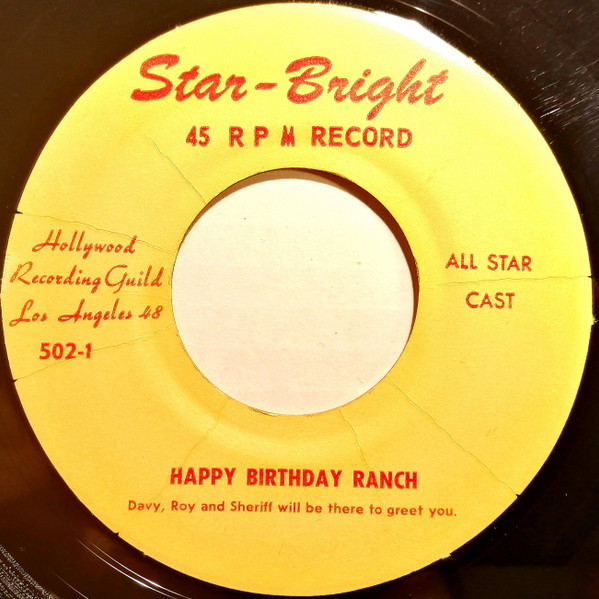 Star-Bright
45 RPM RECORD
Hollywood
Recording Guild
Los Angeles 48
502-1
ALL STAR
CAST
HAPPY BIRTHDAY RANCH
Davy, Roy and Sheriff will be there to greet you.